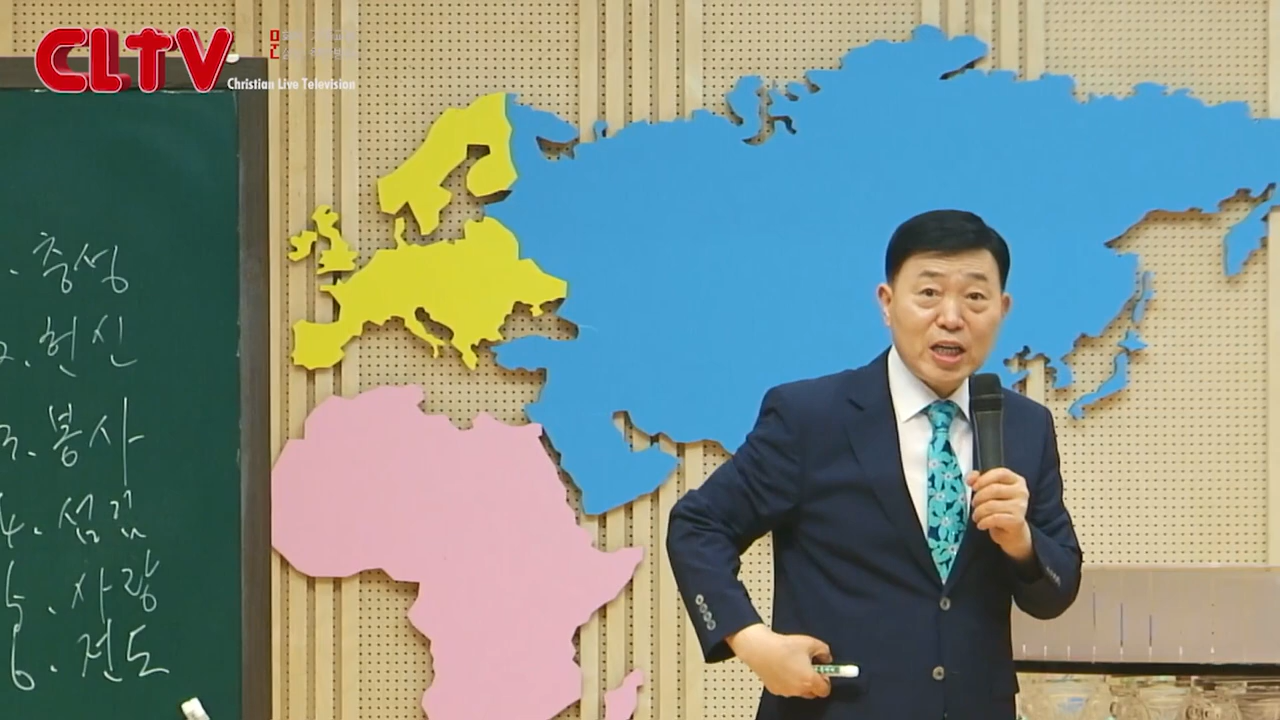 CLTV
Christian Live Television
1. 충성
2. 헌신
3. 봉사
4. 섬김
5. 사랑
6. 전도